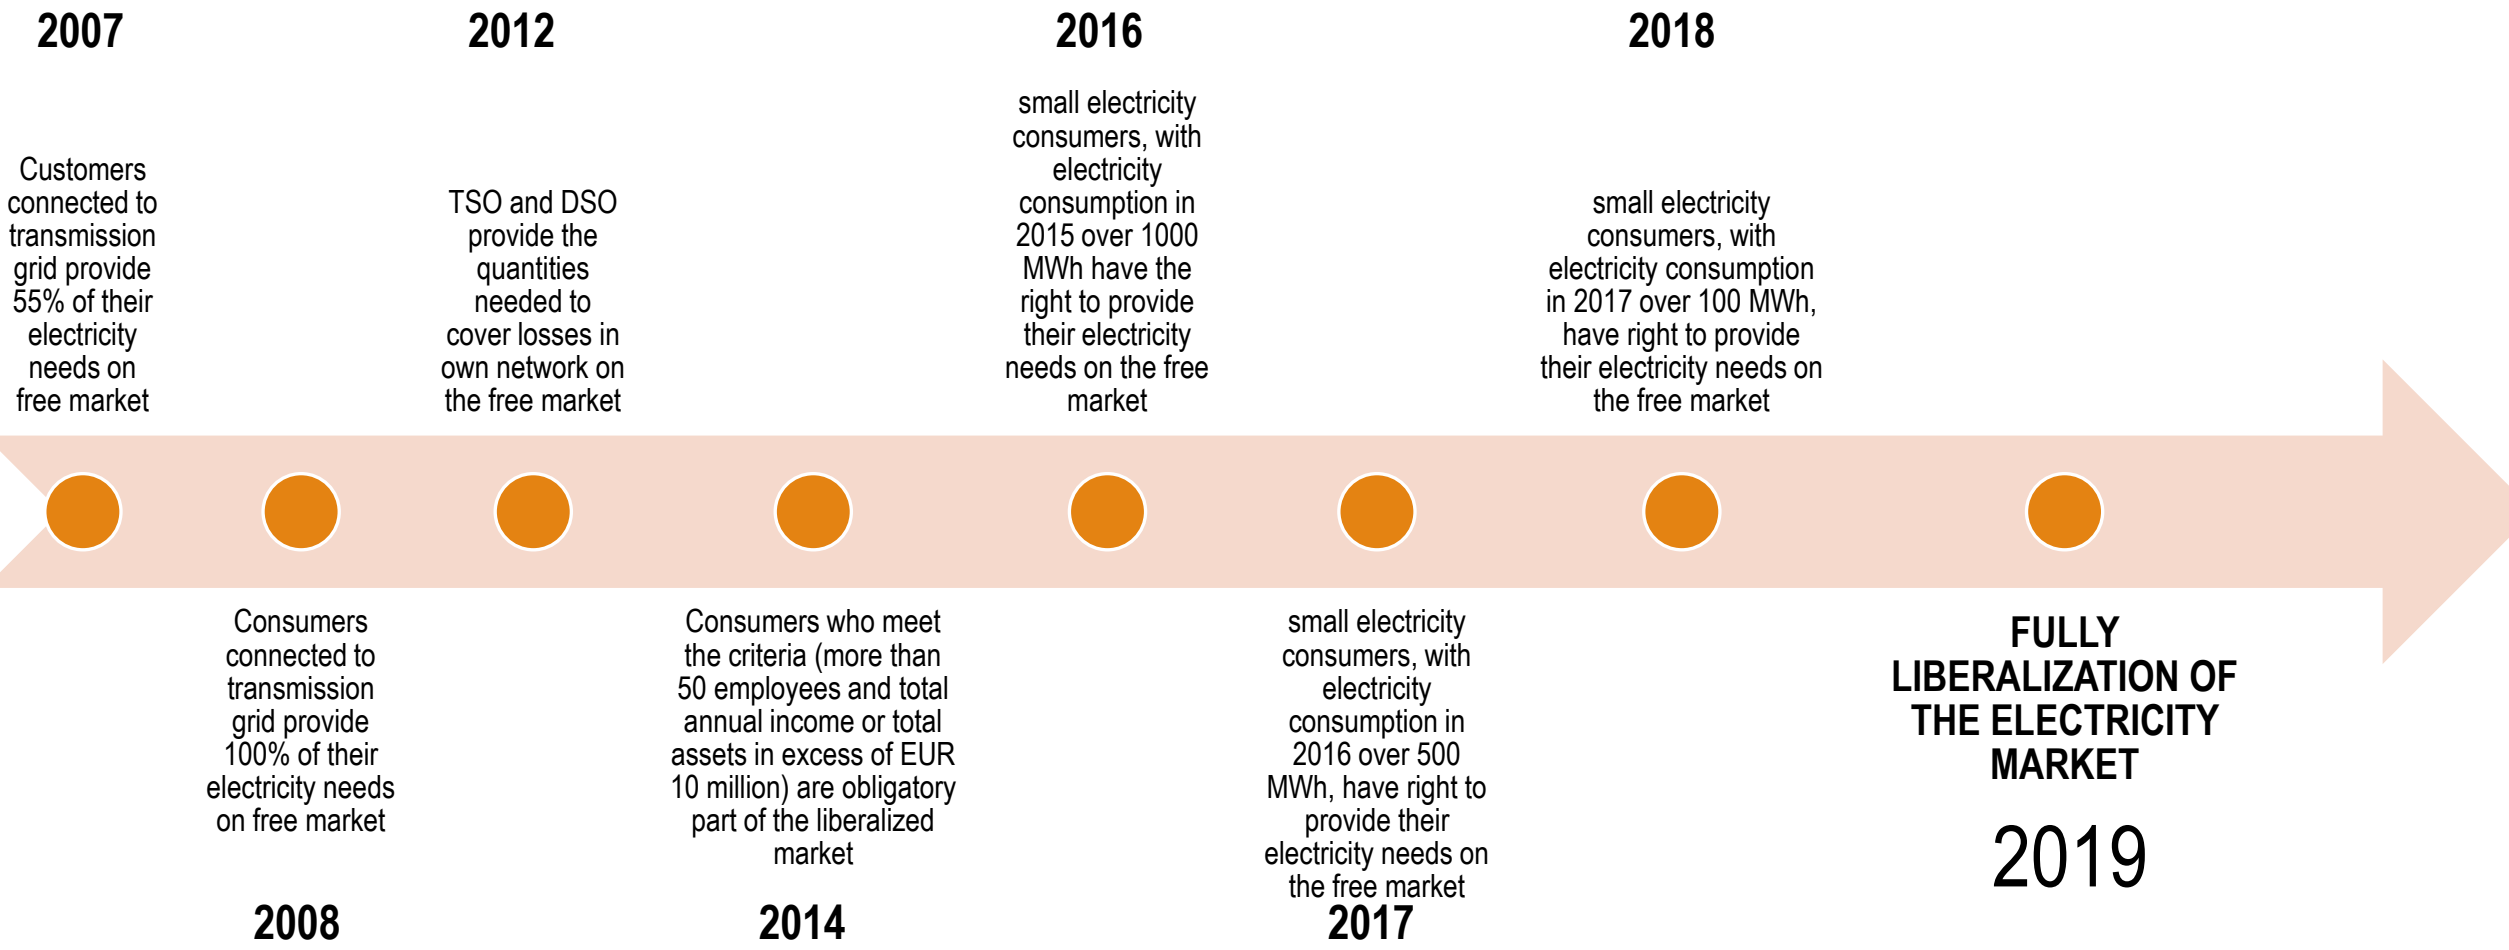 2007
Customers
connected to
transmission
grid provide
55% of their
electricity
needs on
free market
Consumers
connected to
transmission
grid provide
100% of their
electricity needs
on free market
2008
2012
TSO and DSO
provide the
quantities
needed to
cover losses in
own network on
the free market
Consumers who meet
the criteria (more than
50 employees and total
annual income or total
assets in excess of EUR
10 million) are obligatory
part of the liberalized
market
2014
2016
small electricity
consumers, with
electricity
consumption in
2015 over 1000
MWh have the
right to provide
their electricity
needs on the free
market
small electricity
consumers, with
electricity
consumption in
2016 over 500
MWh, have right to
provide their
electricity needs on
the free market
2017
2018
small electricity
consumers, with
electricity consumption
in 2017 over 100 MWh,
have right to provide
their electricity needs on
the free market
FULLY
LIBERALIZATION OF
THE ELECTRICITY
MARKET
2019